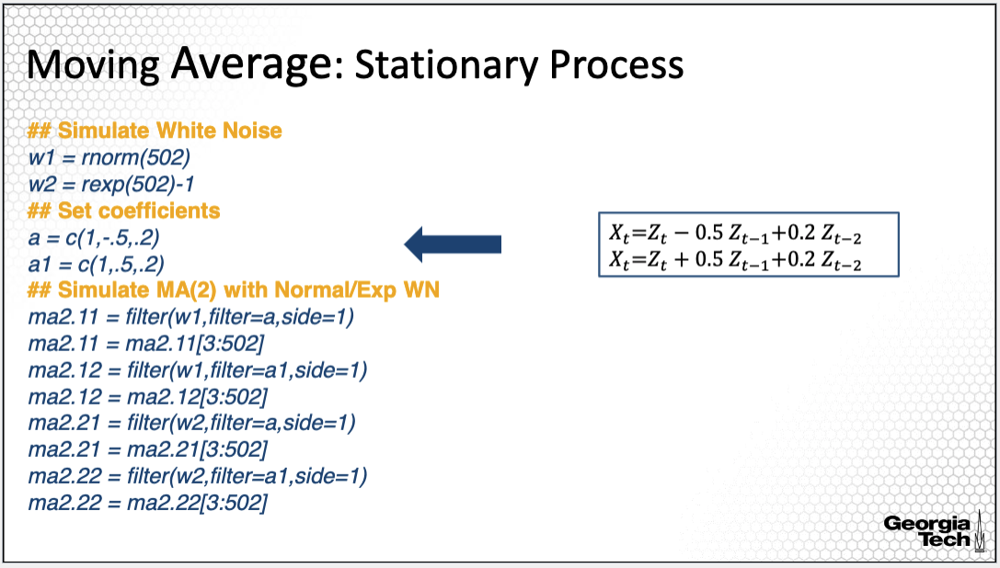 Moving Average: Stationary Process
## Simulate White Noise
w1 = rnorm(502)
w2 = rexp(502)-1
## Set coefficients
a = c(1,-.5,.2)
a1 = c(1,.5,.2)
## Simulate MA(2) with Normal/Exp WN
ma2.11 = filter(w1,filter=a,side=1)
ma2.11 = ma2.11[3:502]
ma2.12 = filter(w1,filter=a1,side=1)
ma2.12 = ma2.12[3:502]
ma2.21 = filter(w2,filter=a,side=1)
ma2.21 = ma2.21[3:502]
ma2.22 = filter(w2,filter=a1,side=1)
ma2.22 = ma2.22[3:502]
X_t=Z_t − 0.5 Z_{t−1}+0.2 Z_{t−2}
X_t=Z_t + 0.5 Z_{t−1}+0.2 Z_{t−2}
Georgia
Tech